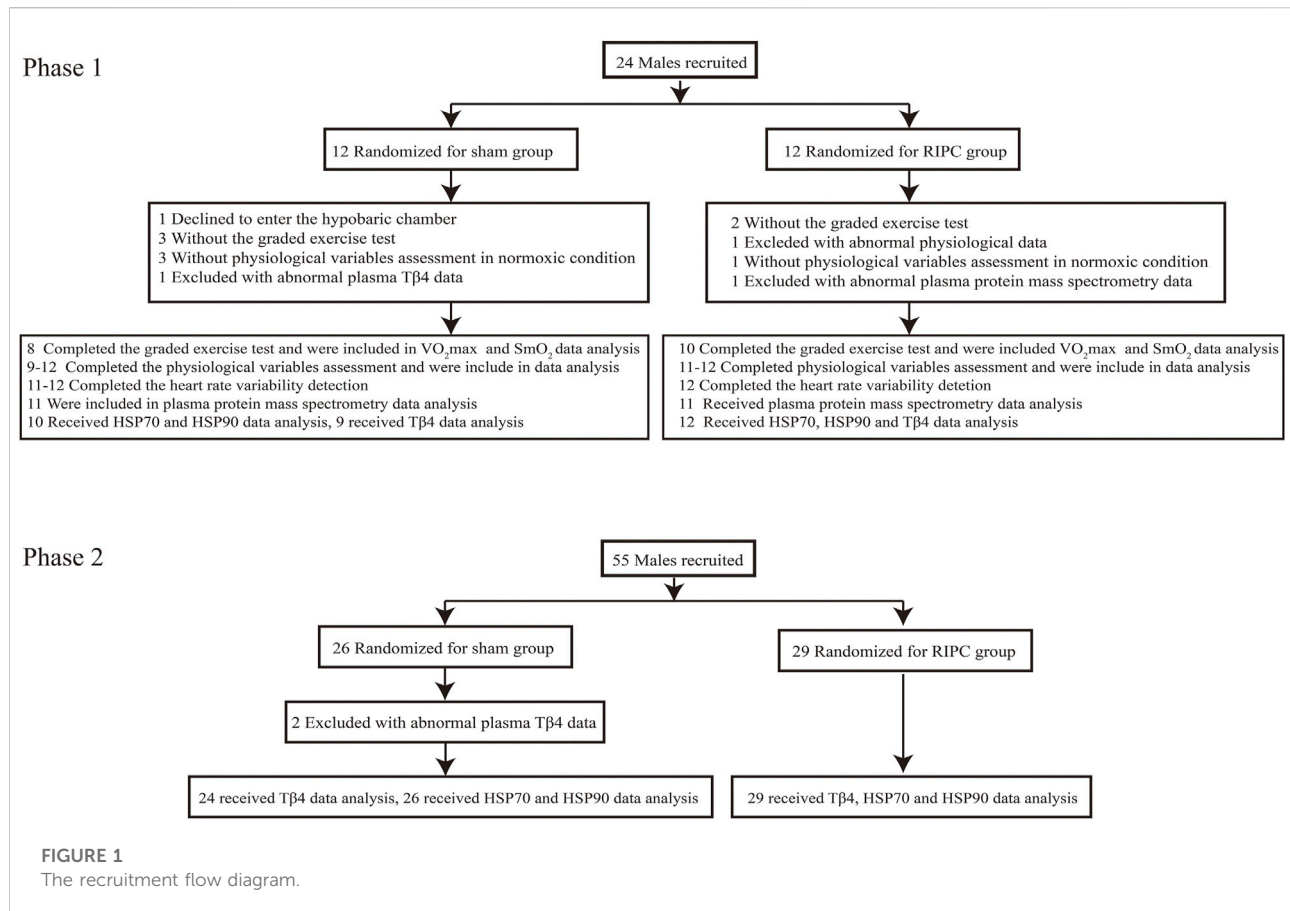 Phase 1
24 Males recruited
12 Randomized for sham group
12 Randomized for RIPC group
1 Declined to enter the hypobaric chamber
3 Without the graded exercise test
3 Without physiological variables assessment in normoxic condition
1 Excluded with abnormal plasma Tβ4 data
2 Without the graded exercise test
1 Excleded with abnormal physiological data
1 Without physiological variables assessment in normoxic condition
1 Excluded with abnormal plasma protein mass spectrometry data
8 Completed the graded exercise test and were included in VO₂max and SmO₂ data analysis
9-12 Completed the physiological variables assessment and were include in data analysis
11-12 Completed the heart rate variability detection
11 Were included in plasma protein mass spectrometry data analysis
10 Received HSP70 and HSP90 data analysis, 9 received Tβ4 data analysis
10 Completed the graded exercise test and were included VO₂max and SmO₂ data analysis
11-12 Completed physiological variables assessment and were include in data analysis
12 Completed the heart rate variability detetion
11 Received plasma protein mass spectrometry data analysis
12 Received HSP70, HSP90 and Tβ4 data analysis
Phase 2
55 Males recruited
26 Randomized for sham group
29 Randomized for RIPC group
2 Excluded with abnormal plasma Tβ4 data
24 received Tβ4 data analysis, 26 received HSP70 and HSP90 data analysis
29 received Tβ4, HSP70 and HSP90 data analysis
FIGURE 1
The recruitment flow diagram.